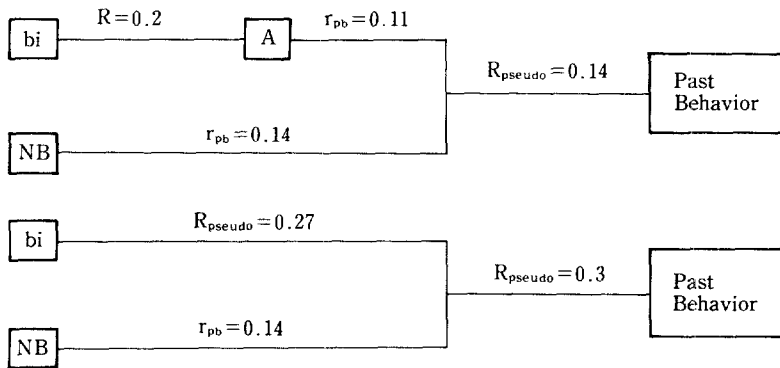 R=0.2
r_pb=0.11
bi
A
R_pseudo=0.14
Past
Behavior
r_pb=0.14
NB
R_pseudo=0.27
bi
R_pseudo=0.3
Past
Behavior
r_pb=0.14
NB